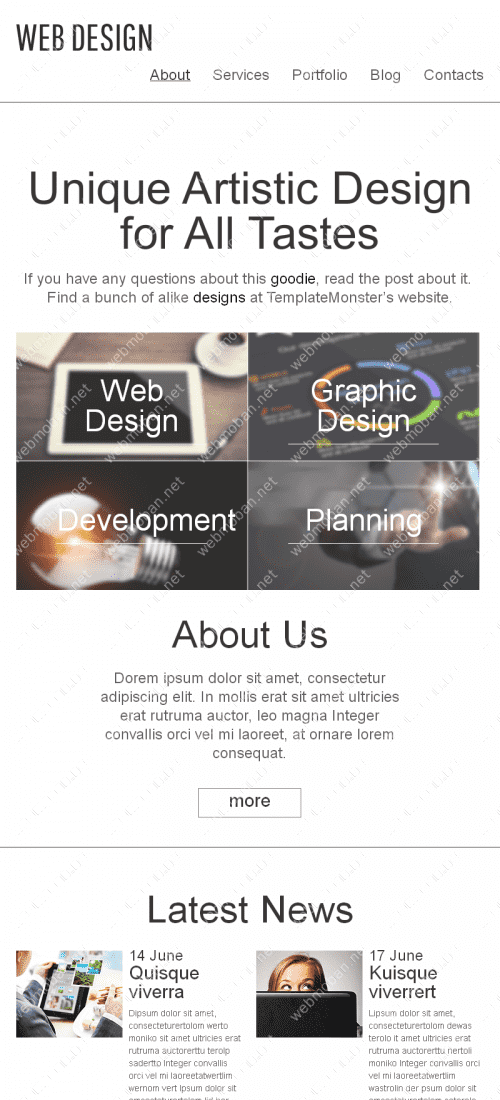 WEB DESIGN
About Services Portfolio Blog Contacts
Unique Artistic Design
for All Tastes
If you have any questions about this goodie, read the post about it.
Find a bunch of alike designs at TemplateMonster's website.
Web
Design
Graphic
Design
Development
Planning
webmoban.net
About Us
Dorem ipsum dolor sit amet, consectetur
adipiscing elit. In mollis erat sit amet ultricies
erat rutruma auctor, leo magna Integer
convallis orci vel mi laoreet, at ornare lorem
consequat.
more
Latest News
14 June
Quisque
viverra
Dipsum dolor sit amet,
consecteturertolom werto
moniko sit amet ultricies erat
rutruma auctorerttu terolp
sadertto Integer convallis
orci vel mi laoreetatwertlim
wernom vert Ipsum dolor sit
17 June
Kuisque
viverrert
Lipsum dolor sit amet,
consecteturertolom dewas
terolo it amet ultricies erat
rutruma auctorerttu nertoli
moniko Integer convallis orci
vel mi laoreetatwertlim
wastrolin der psum dolor sit